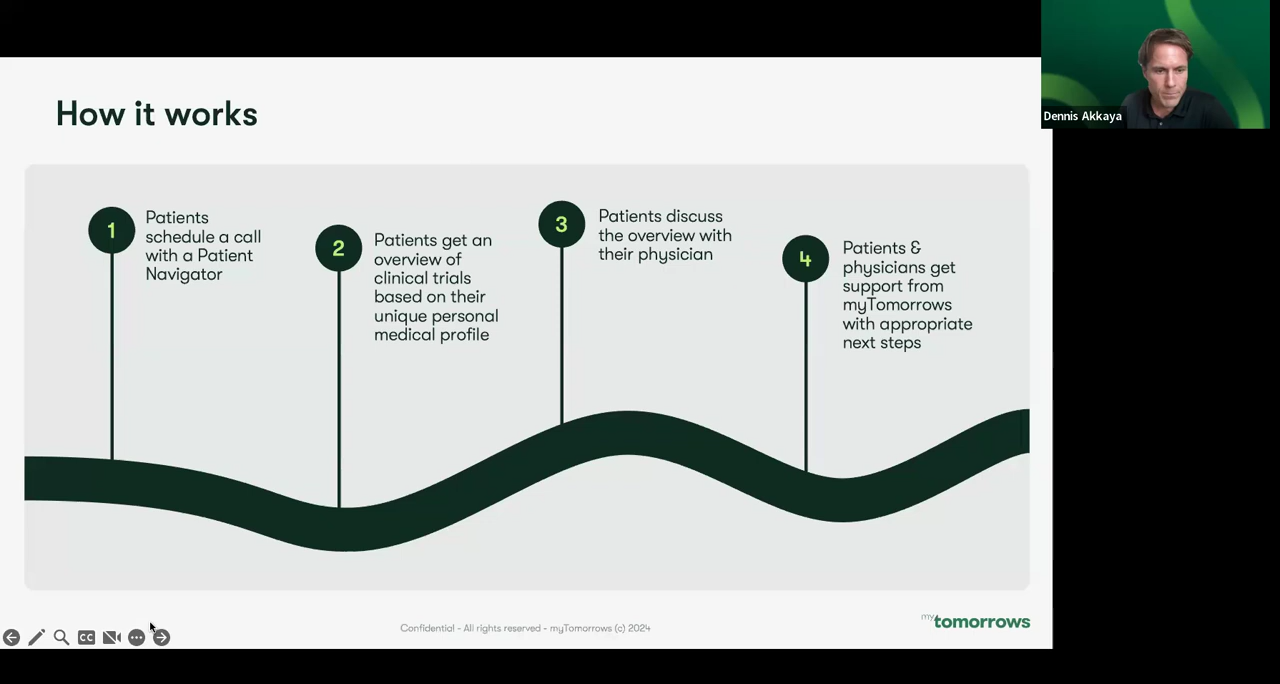 How it works
1
Patients
schedule a call
with a Patient
Navigator
2
Patients get an
overview of
clinical trials
based on their
unique personal
medical profile
3
Patients discuss
the overview with
their physician
4
Patients &
physicians get
support from
myTomorrows
with appropriate
next steps
Dennis Akkaya
CC
Confidential - All rights reserved - myTomorrows (c) 2024
mytomorrows